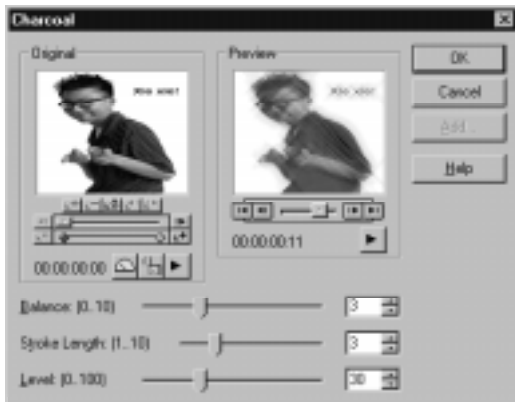 Charcoal
Original
Preview
OK
Cancel
Add...
Help
00:00:00:00
00:00:00:11
Balance: (0..10)
3
Stroke Length: (1..10)
3
Level: (0..100)
30